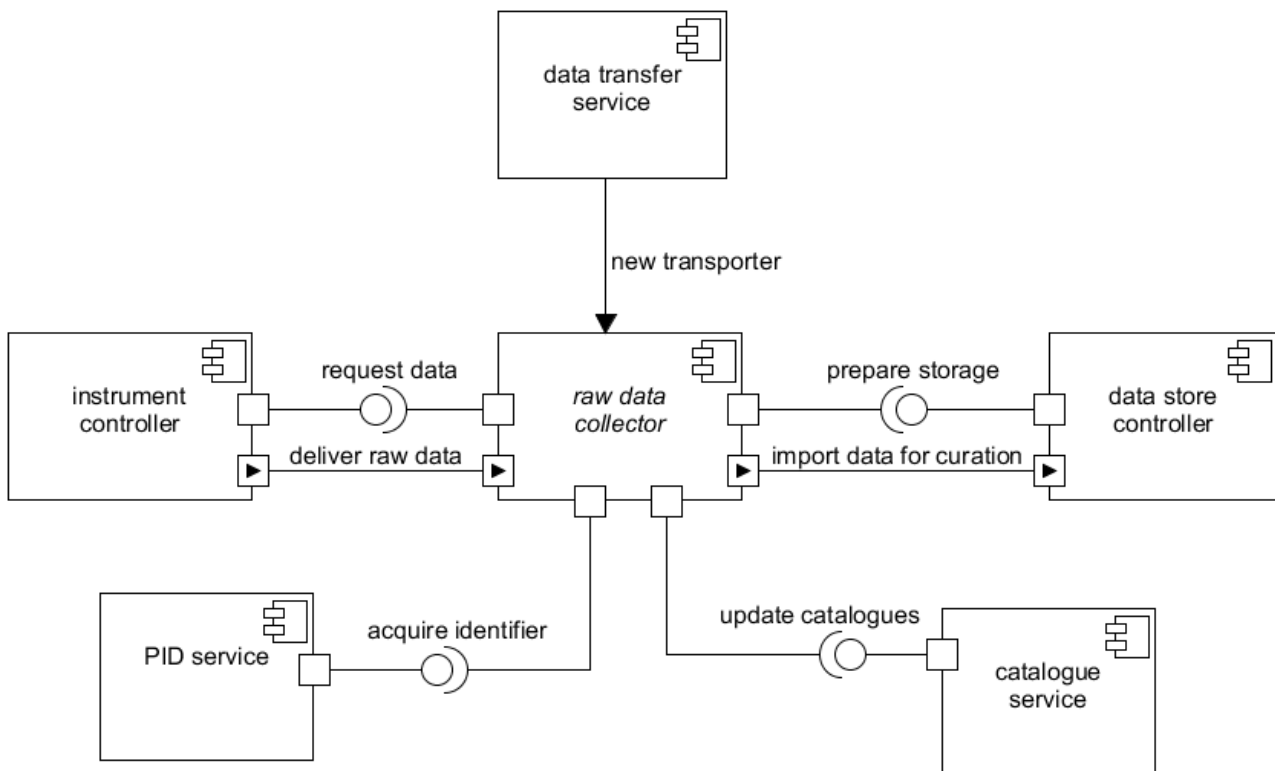 data transfer
service
new transporter
request data
prepare storage
instrument
controller
raw data
collector
data store
controller
deliver raw data
import data for curation
acquire identifier
update catalogues
PID service
catalogue
service